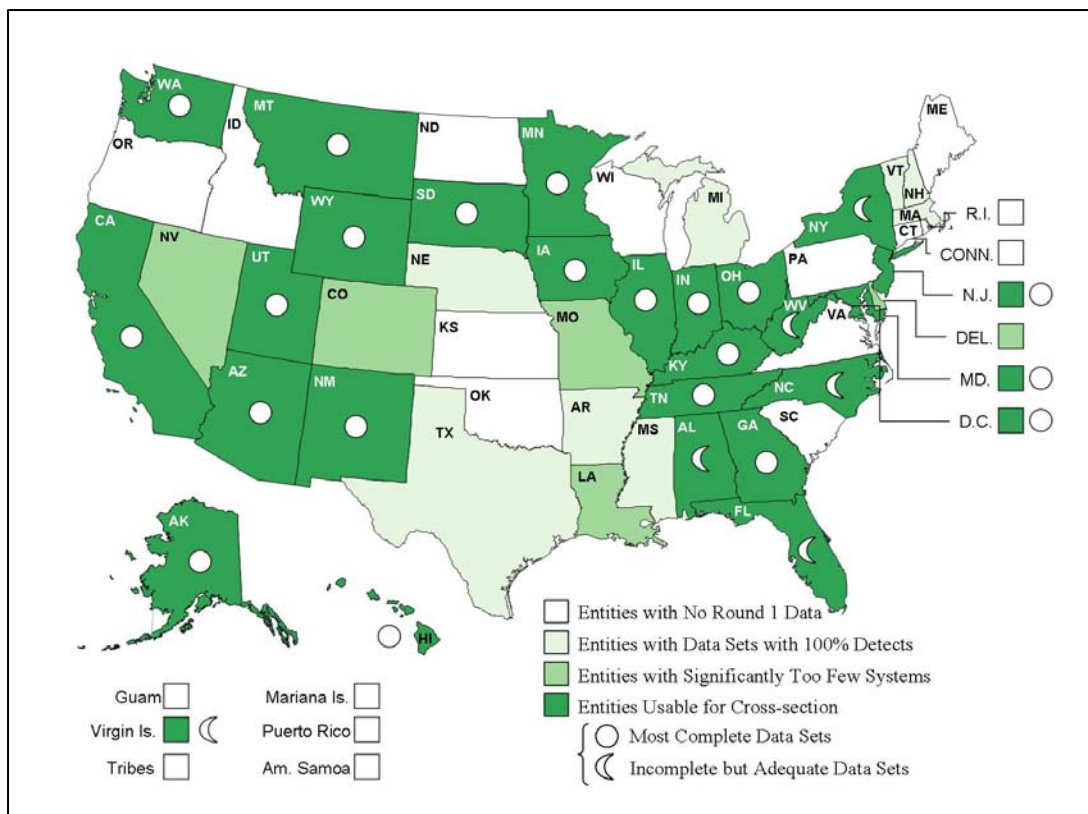 WA
MT
ND
MN
ME
OR
ID
VT
NH
WI
MI
SD
WY
NY
MA
CT
R.I.
CA
NV
NE
IA
PA
CONN.
UT
IL
IN
OH
N.J.
CO
WV
MO
VA
KS
DEL.
KY
AZ
NM
MD.
OK
TN
NC
AR
SC
D.C.
TX
MS
AL
GA
LA
FL
AK
HI
Entities with No Round 1 Data
Entities with Data Sets with 100% Detects
Entities with Significantly Too Few Systems
Entities Usable for Cross-section
Most Complete Data Sets
Incomplete but Adequate Data Sets
Guam
Mariana Is.
Virgin Is.
Puerto Rico
Tribes
Am. Samoa